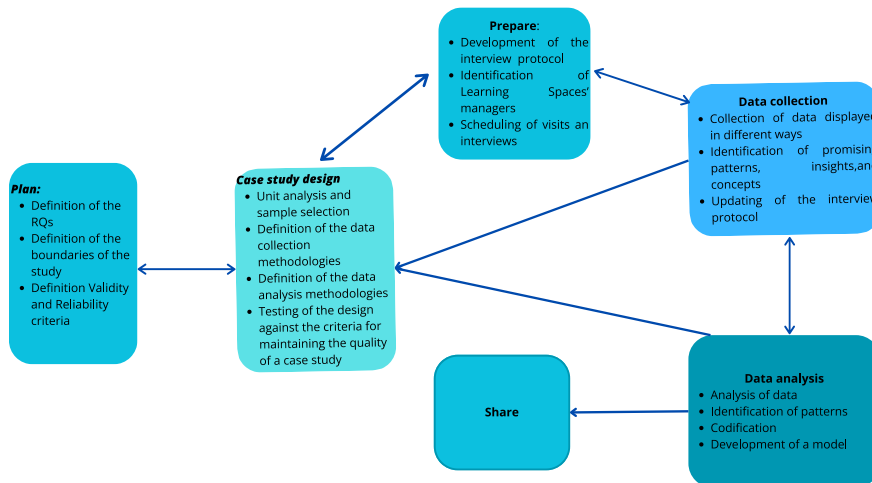 Plan:
• Definition of the
RQs
• Definition of the
boundaries of the
study
• Definition Validity
and Reliability
criteria
Case study design
• Unit analysis and
sample selection
• Definition of the data
collection
methodologies
• Definition of the data
analysis methodologies
• Testing of the design
against the criteria for
maintaining the quality
of a case study
Prepare:
• Development of the
interview protocol
• Identification of
Learning Spaces'
managers
• Scheduling of visits an
interviews
Data collection
• Collection of data displayed
in different ways
• Identification of promisin
patterns, insights,and
concepts
• Updating of the interview
protocol
Data analysis
• Analysis of data
• Identification of patterns
• Codification
• Development of a model
Share